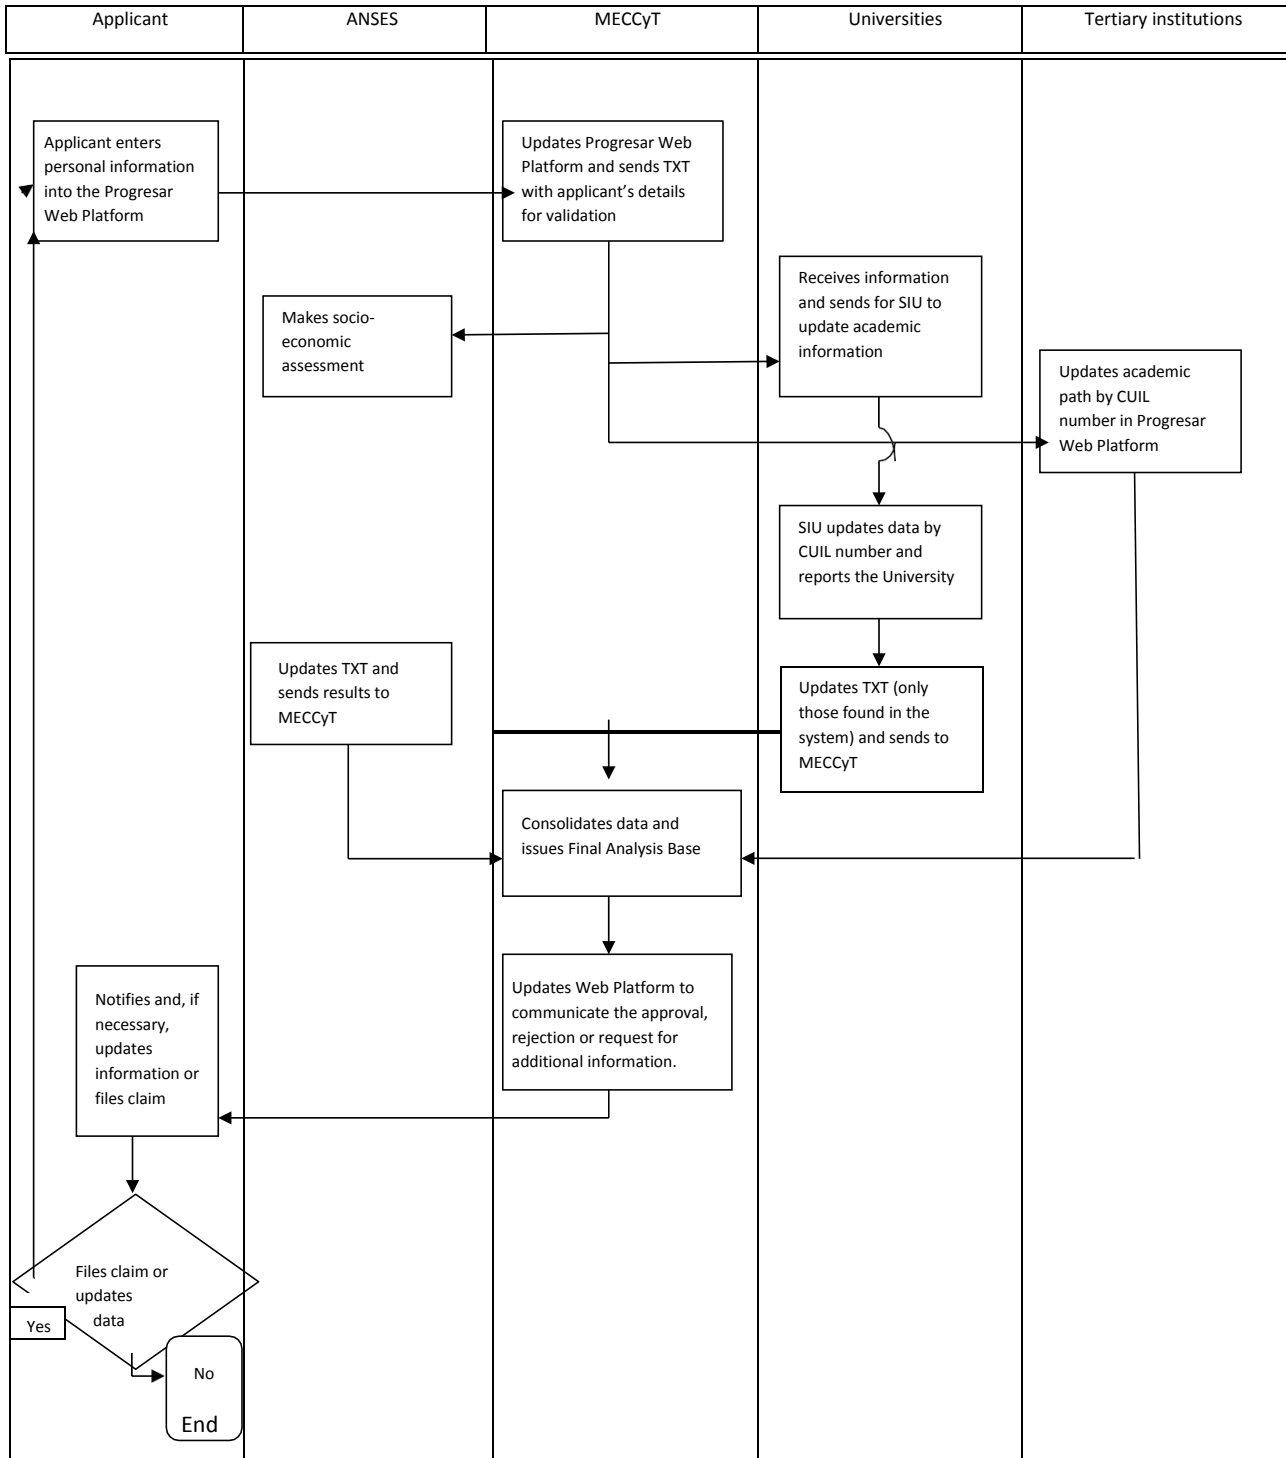 Applicant
ANSES
MECCyT
Universities
Tertiary institutions
Applicant enters
personal information
into the Progresar
Web Platform
Updates Progresar Web
Platform and sends TXT
with applicant’s details
for validation
Receives information
and sends for SIU to
update academic
information
Makes socio-
economic
assessment
Updates academic
path by CUIL
number in Progresar
Web Platform
SIU updates data by
CUIL number and
reports the University
Updates TXT and
sends results to
MECCyT
Updates TXT (only
those found in the
system) and sends to
MECCyT
Consolidates data and
issues Final Analysis Base
Updates Web Platform to
communicate the approval,
rejection or request for
additional information.
Notifies and, if
necessary,
updates
information or
files claim
Files claim or
updates
data
Yes
No
End